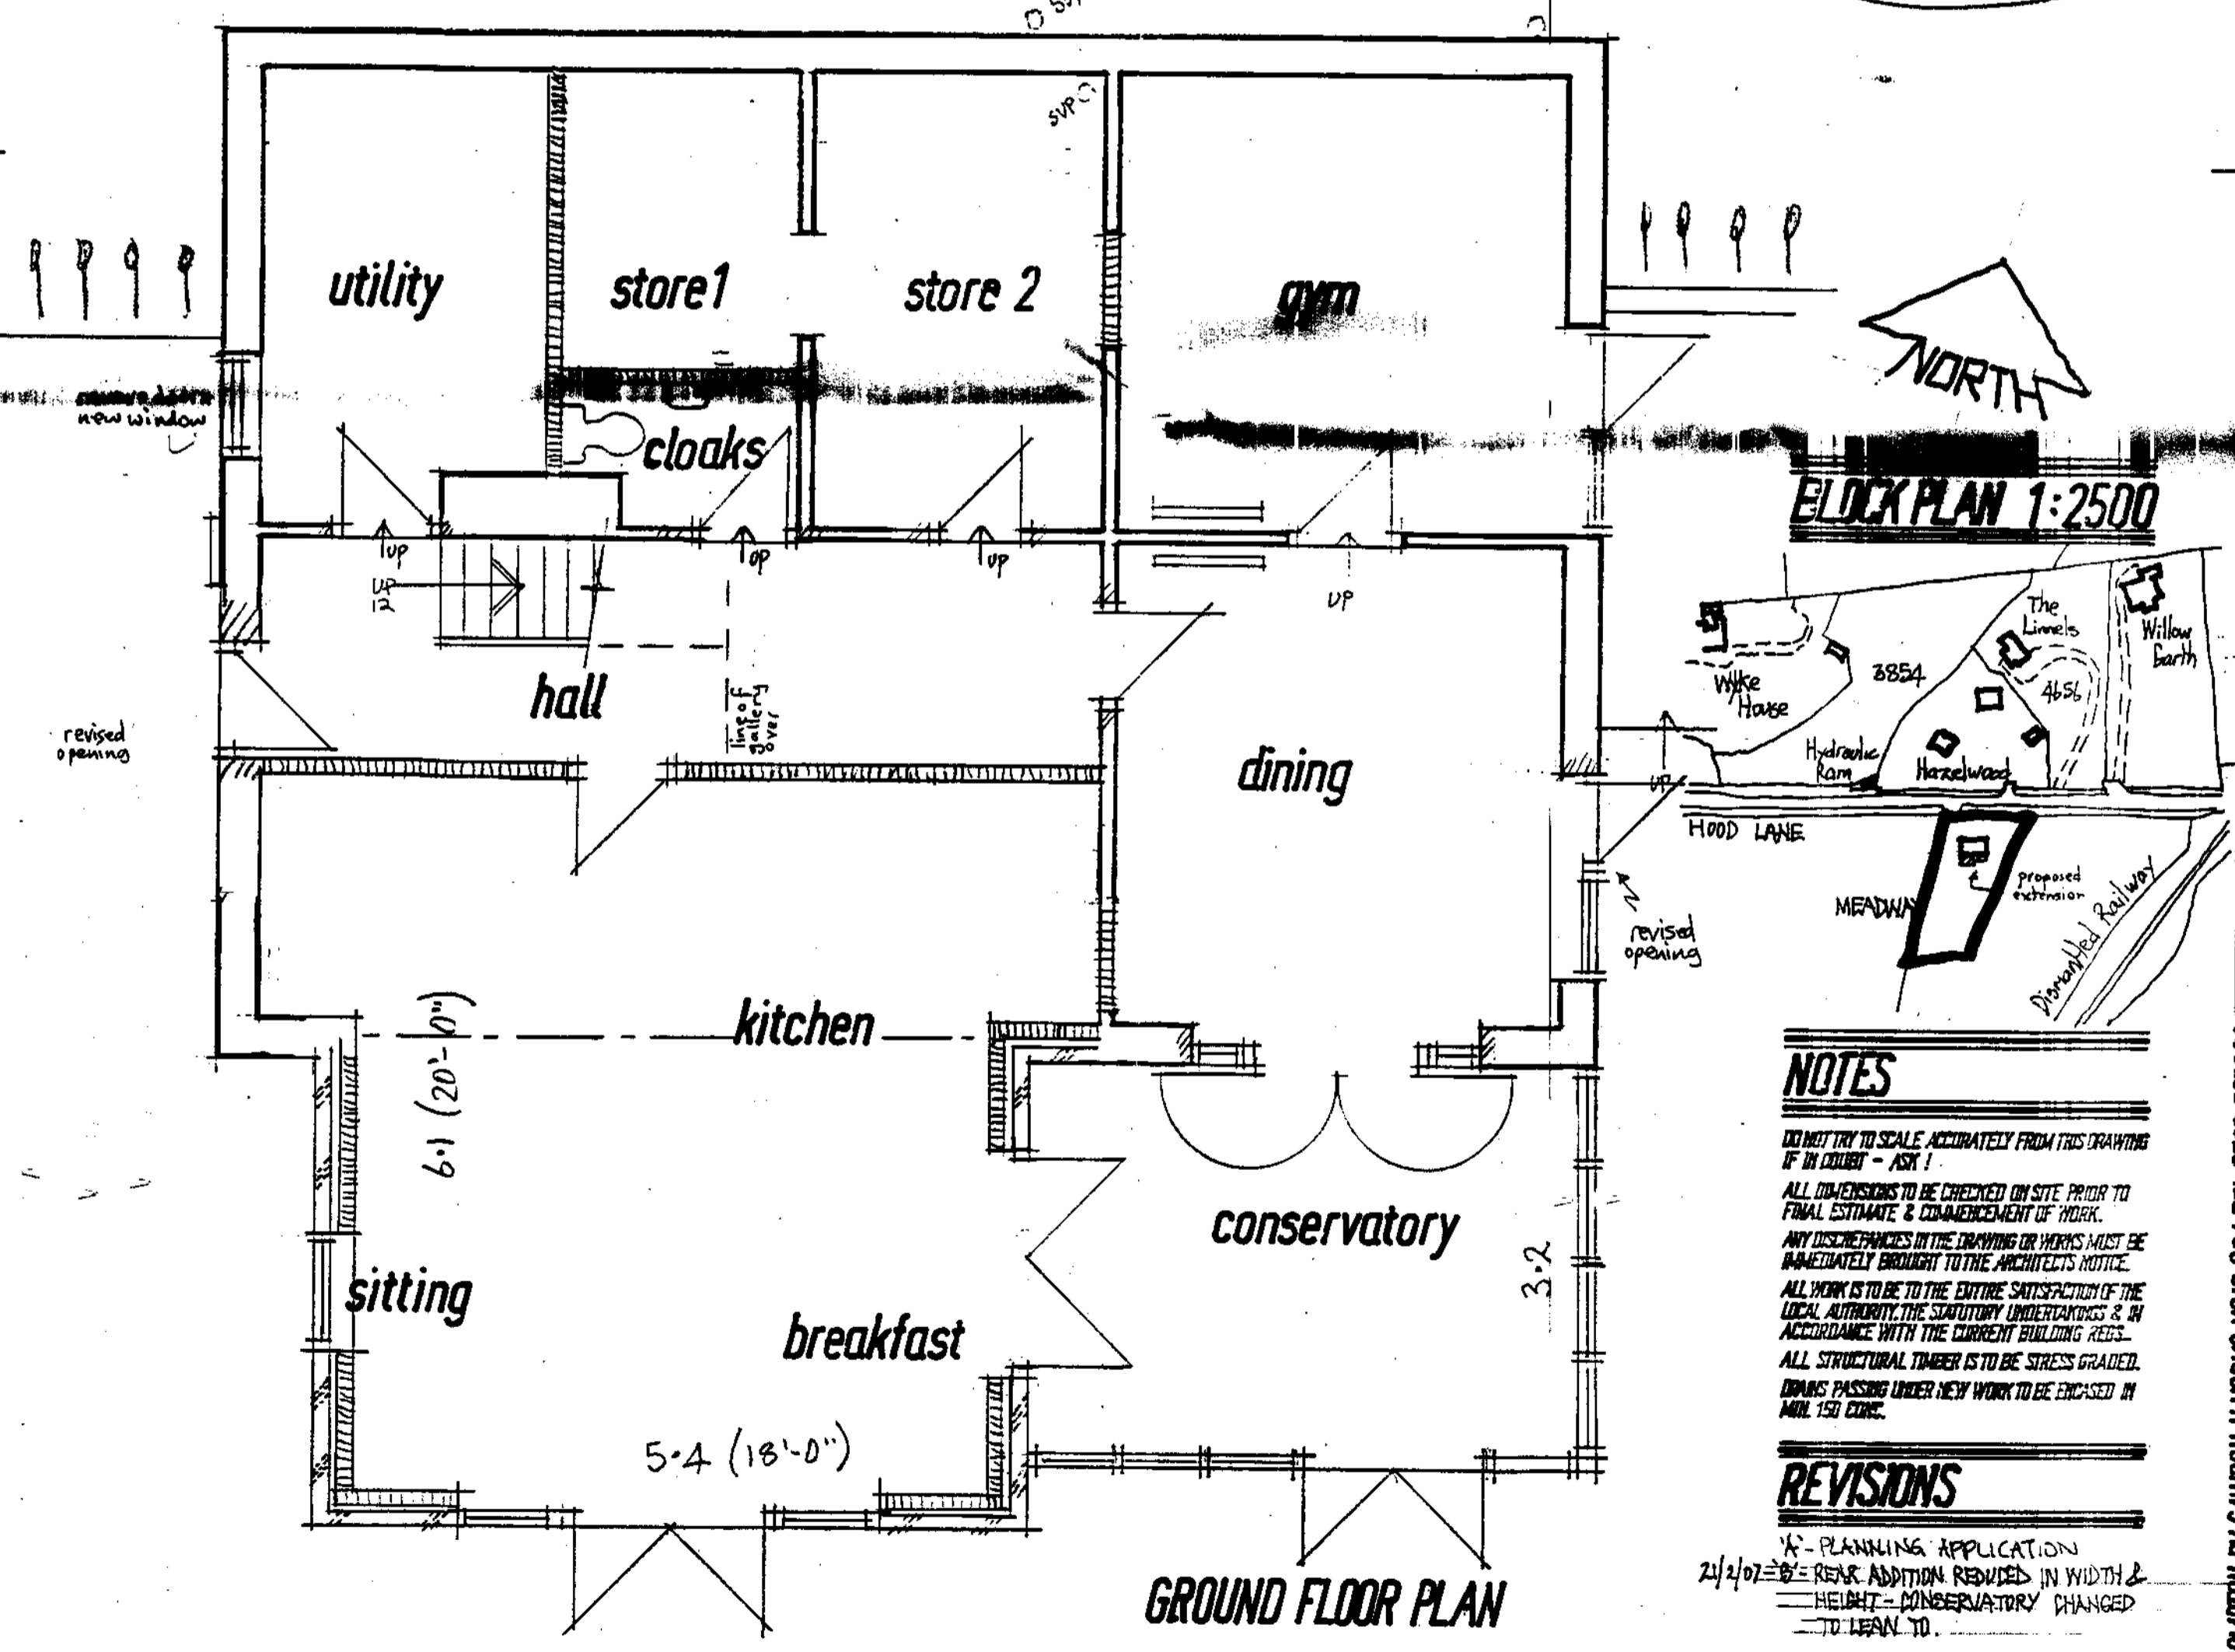 SVP
utility
store1
store 2
gym
new window
cloaks
NORTH
BLOCK PLAN 1:2500
UP
UP
UP
UP
UP
12
hall
line of
gallery
over
revised
opening
dining
UP
revised
opening
The
Linnels
Willow
Garth
Wyke
House
3854
4656
Hydraulic
Ram
Hazelwood
HOOD LANE
MEADWAY
proposed
extension
Dismantled Railway
kitchen
6·1 (20'-0")
sitting
breakfast
5·4 (18'-0")
conservatory
3·2
GROUND FLOOR PLAN
NOTES
DO NOT TRY TO SCALE ACCURATELY FROM THIS DRAWING
IF IN DOUBT - ASK !
ALL DIMENSIONS TO BE CHECKED ON SITE PRIOR TO
FINAL ESTIMATE & COMMENCEMENT OF WORK.
ANY DISCREPANCIES IN THE DRAWING OR WORKS MUST BE
IMMEDIATELY BROUGHT TO THE ARCHITECTS NOTICE.
ALL WORK IS TO BE TO THE ENTIRE SATISFACTION OF THE
LOCAL AUTHORITY, THE STATUTORY UNDERTAKINGS & IN
ACCORDANCE WITH THE CURRENT BUILDING REGS.
ALL STRUCTURAL TIMBER IS TO BE STRESS GRADED.
DRAINS PASSING UNDER NEW WORK TO BE ENCASED IN
MIN. 150 CONC.
REVISIONS
'A' - PLANNING APPLICATION
21/2/07 = 'B' = REAR ADDITION REDUCED IN WIDTH &
HEIGHT - CONSERVATORY CHANGED
TO LEAN TO.